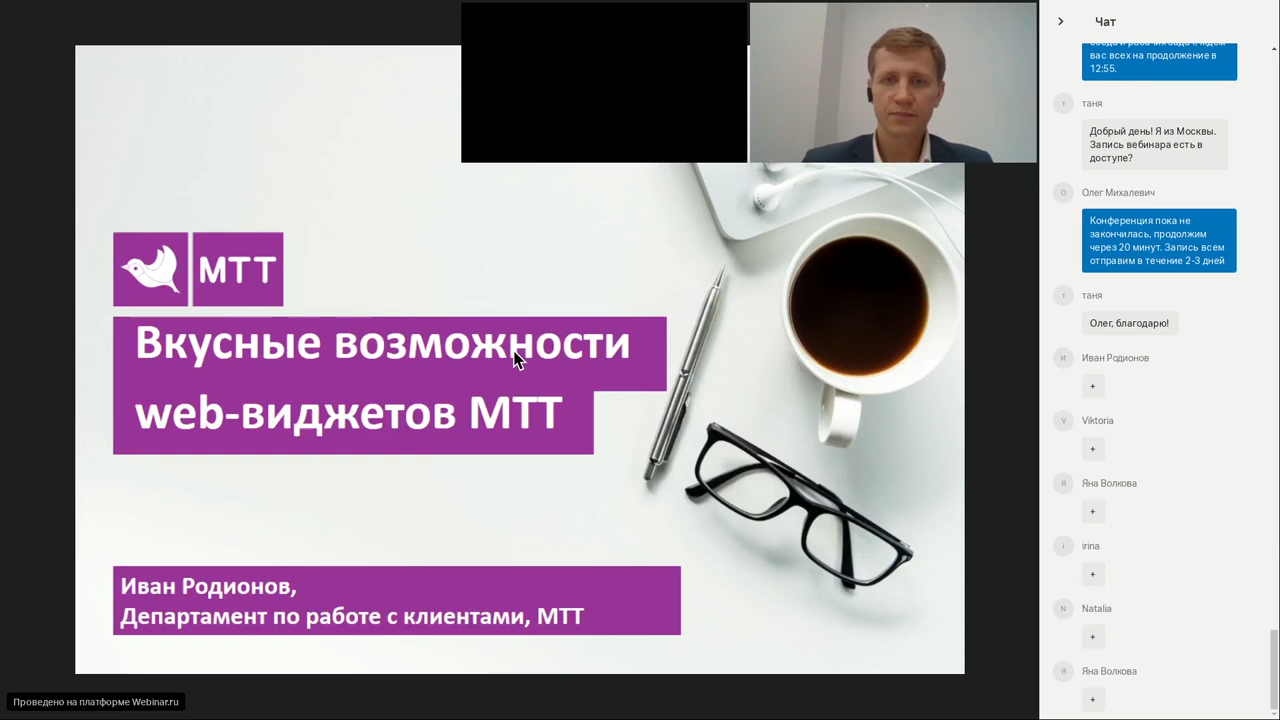 МТТ
Вкусные возможности
web-виджетов МТТ
Иван Родионов,
Департамент по работе с клиентами, МТТ
Проведено на платформе Webinar.ru
Чат
вас всех на продолжение в
12:55.
т
таня
Добрый день! Я из Москвы.
Запись вебинара есть в
доступе?
О
Олег Михалевич
Конференция пока не
закончилась, продолжим
через 20 минут. Запись всем
отправим в течение 2-3 дней
т
таня
Олег, благодарю!
И
Иван Родионов
+
V
Viktoria
+
Я
Яна Волкова
+
i
irina
+
N
Natalia
+
Я
Яна Волкова
+